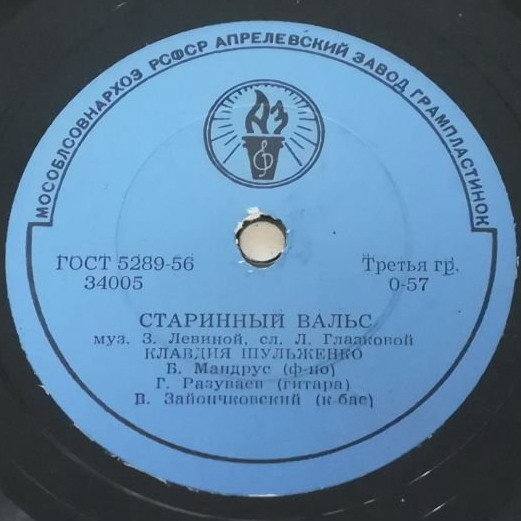 МОСОБЛСОВНАРХОЗ РСФСР АПРЕЛЕВСКИЙ ЗАВОД ГРАМПЛАСТИНОК
АЗ
ГОСТ 5289-56
34005
Третья гр.
0-57
СТАРИННЫЙ ВАЛЬС
муз. З. Левиной, сл. Л. Глазковой
КЛАВДИЯ ШУЛЬЖЕНКО
Б. Мандрус (ф-но)
Г. Разуваев (гитара)
В. Зайончковский (к-бас)